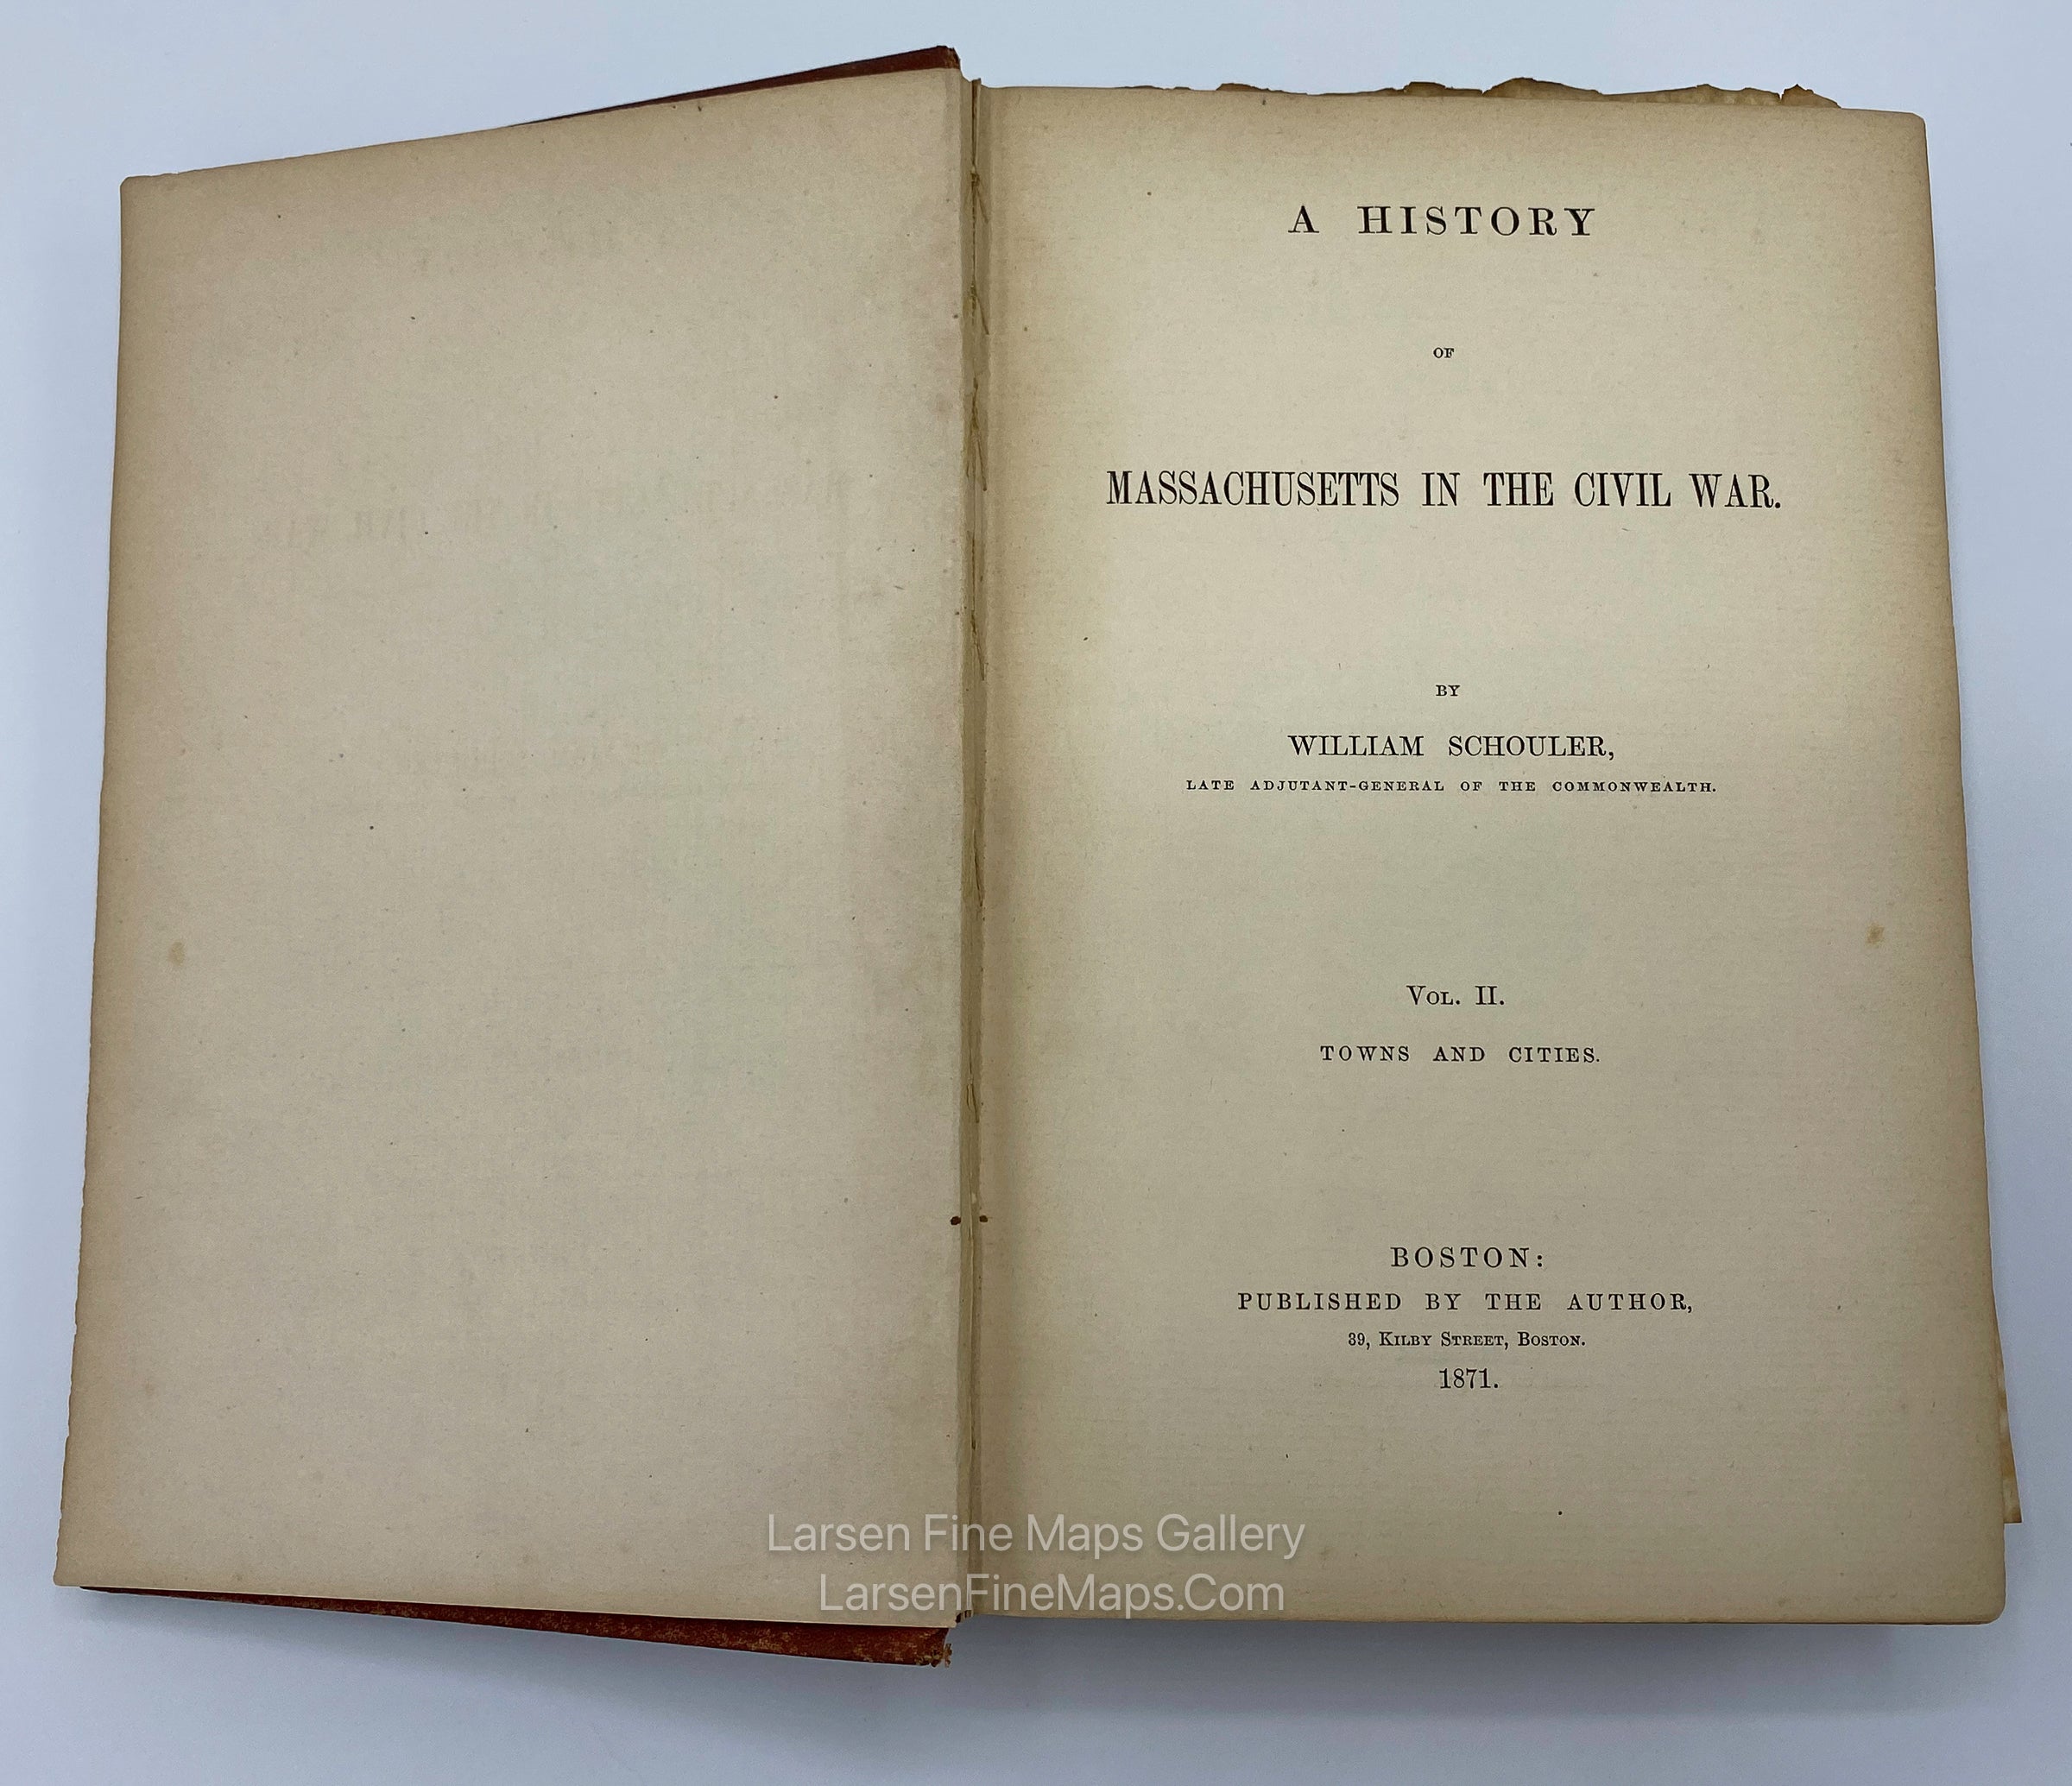 A HISTORY
OF
MASSACHUSETTS IN THE CIVIL WAR.
BY
WILLIAM SCHOULER,
LATE ADJUTANT-GENERAL OF THE COMMONWEALTH.
VOL. II.
TOWNS AND CITIES.
BOSTON:
PUBLISHED BY THE AUTHOR,
39, KILBY STREET, BOSTON.
1871.
Larsen Fine Maps Gallery
LarsenFineMaps.Com